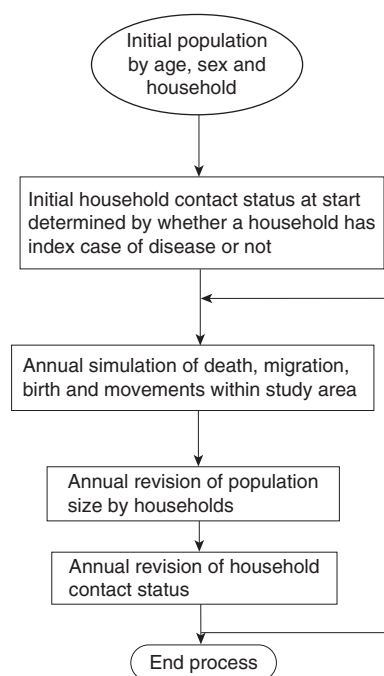 Initial population
by age, sex and
household
Initial household contact status at start
determined by whether a household has
index case of disease or not
Annual simulation of death, migration,
birth and movements within study area
Annual revision of population
size by households
Annual revision of household
contact status
End process